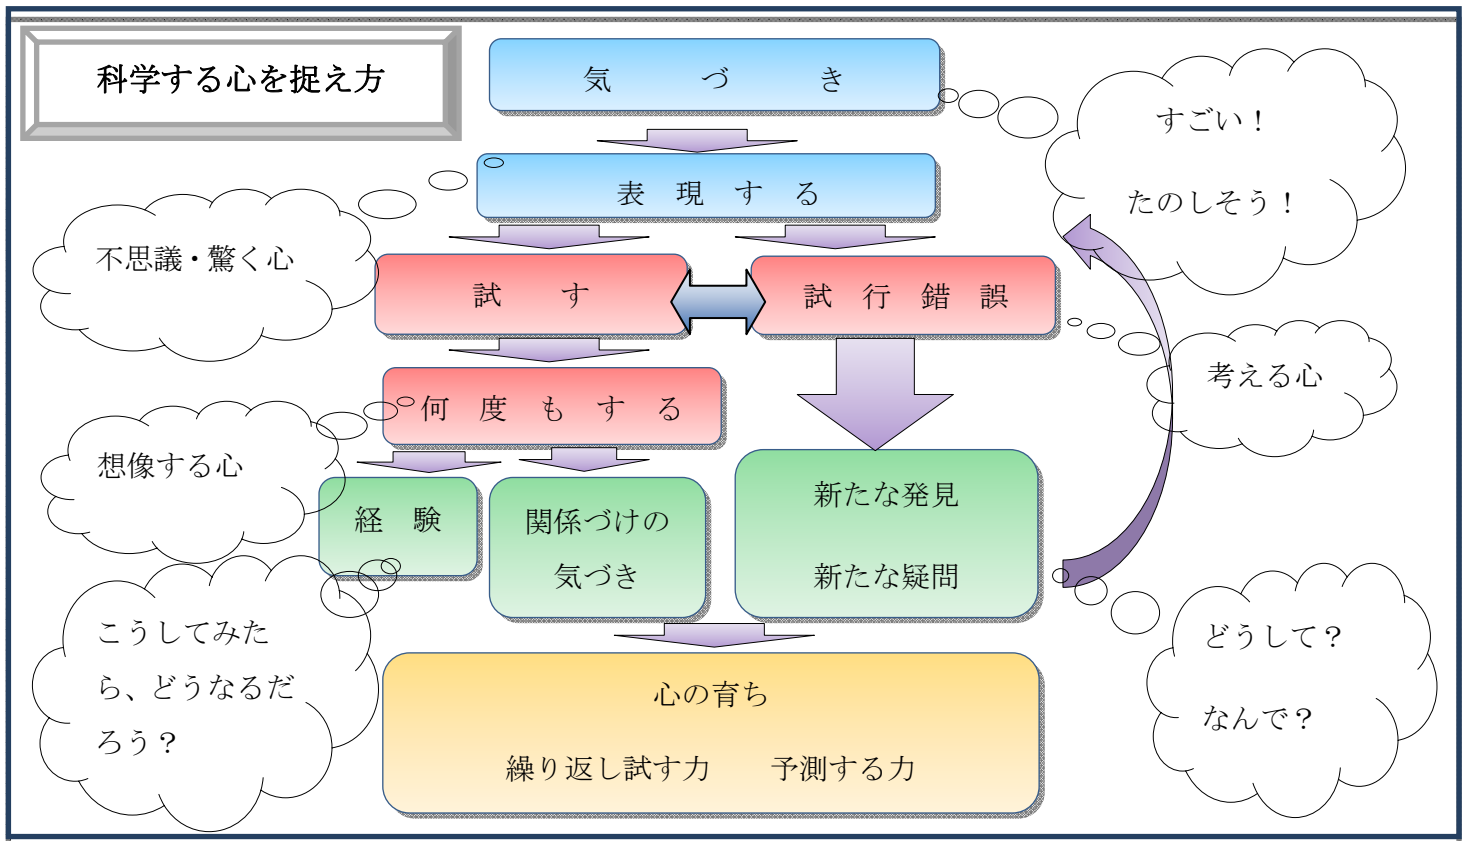 科学する心を捉え方
気　づ　き
すごい！
たのしそう！
表　現　す　る
不思議・驚く心
試　す
試　行　錯　誤
考える心
何　度　も　す　る
想像する心
経　験
関係づけの
気づき
新たな発見
新たな疑問
こうしてみた
ら、どうなるだ
ろう？
どうして？
なんで？
心の育ち
繰り返し試す力　予測する力